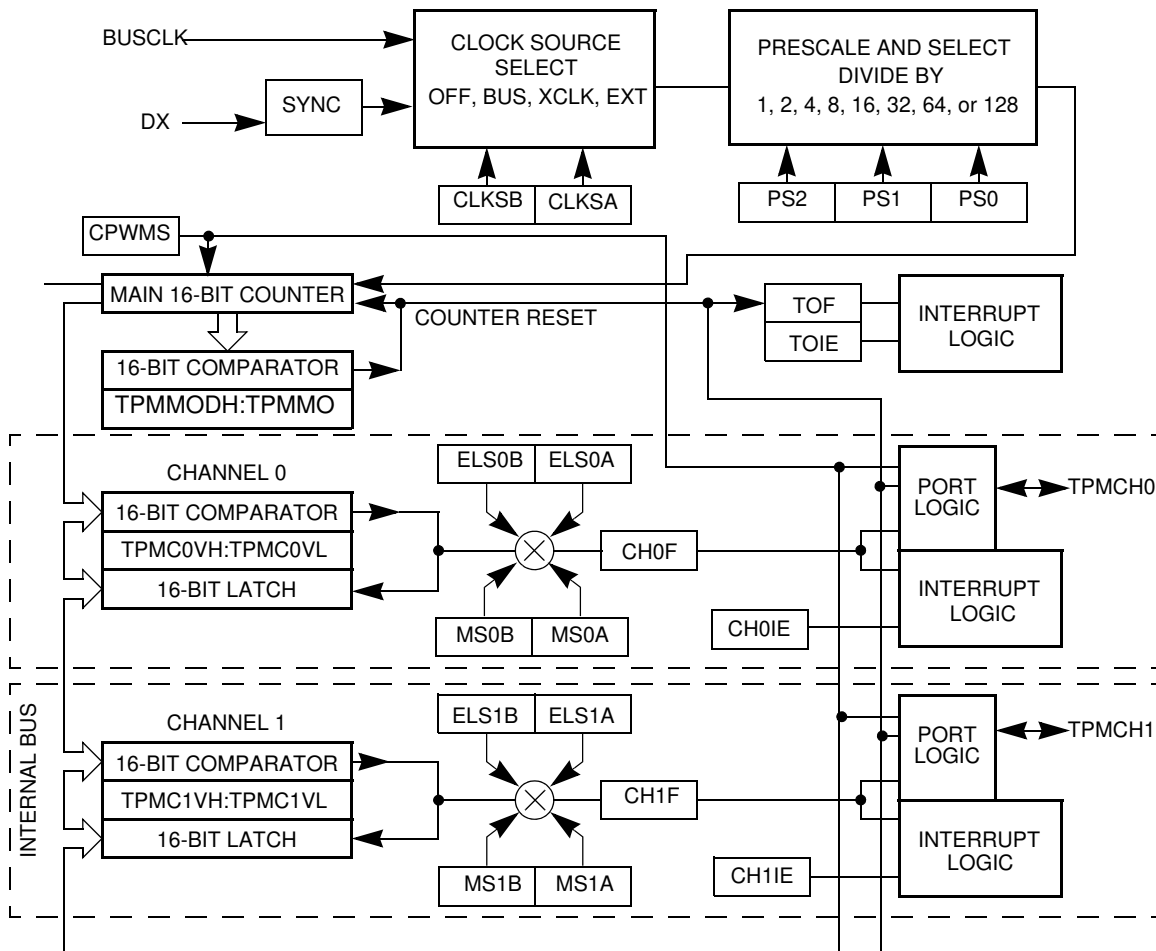 BUSCLK
CLOCK SOURCE
SELECT
OFF, BUS, XCLK, EXT
PRESCALE AND SELECT
DIVIDE BY
1, 2, 4, 8, 16, 32, 64, or 128
DX
SYNC
CLKSB
CLKSA
PS2
PS1
PS0
CPWMS
MAIN 16-BIT COUNTER
COUNTER RESET
TOF
TOIE
INTERRUPT
LOGIC
16-BIT COMPARATOR
TPMMODH:TPMMO
CHANNEL 0
ELS0B
ELS0A
PORT
LOGIC
TPMCH0
16-BIT COMPARATOR
TPMC0VH:TPMC0VL
16-BIT LATCH
CH0F
INTERRUPT
LOGIC
MS0B
MS0A
CH0IE
INTERNAL BUS
CHANNEL 1
ELS1B
ELS1A
PORT
LOGIC
TPMCH1
16-BIT COMPARATOR
TPMC1VH:TPMC1VL
16-BIT LATCH
CH1F
INTERRUPT
LOGIC
MS1B
MS1A
CH1IE